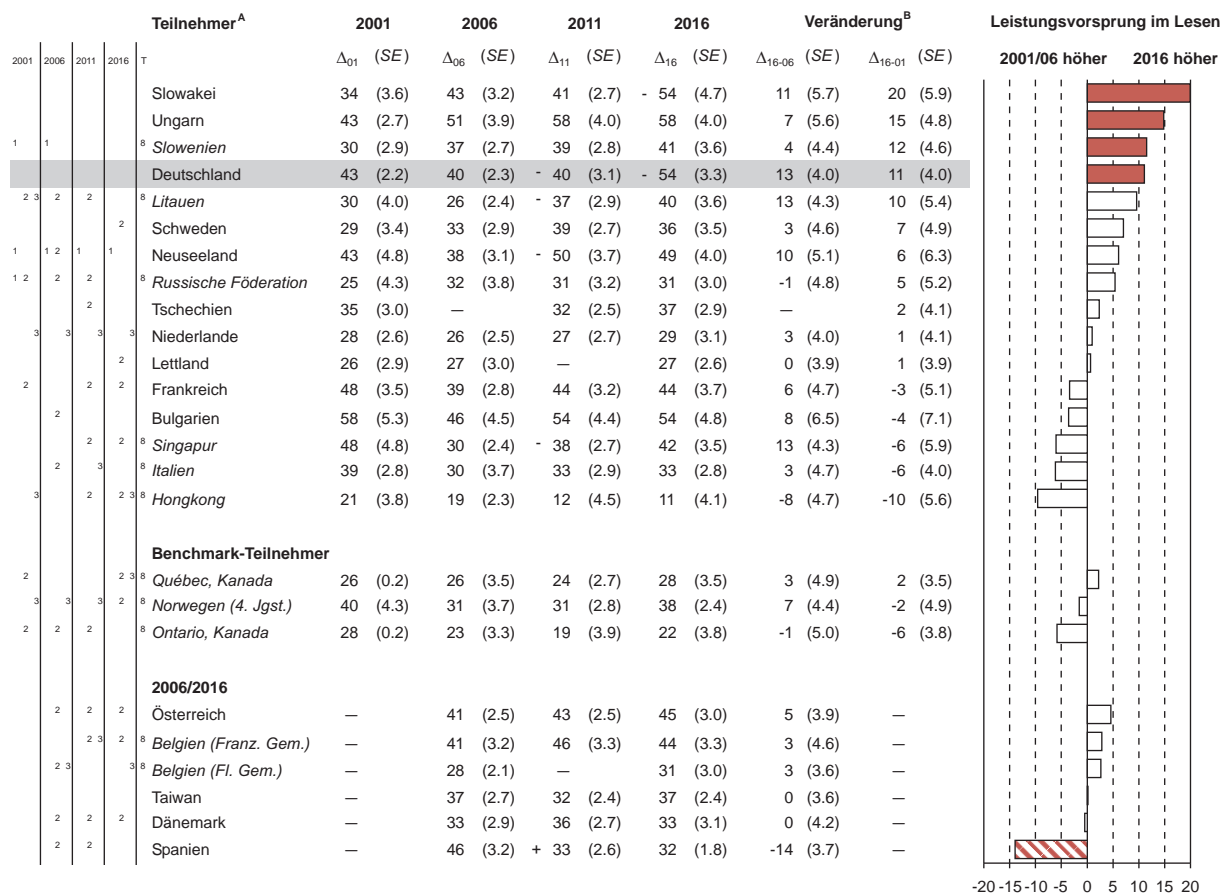 Teilnehmer A 2001 2006 2011 2016 Veränderung B Leistungsvorsprung im Lesen
2001 2006 2011 2016 T Δ01 (SE) Δ06 (SE) Δ11 (SE) Δ16 (SE) Δ16-06 (SE) Δ16-01 (SE) 2001/06 höher 2016 höher
Slowakei 34 (3.6) 43 (3.2) 41 (2.7) - 54 (4.7) 11 (5.7) 20 (5.9)
Ungarn 43 (2.7) 51 (3.9) 58 (4.0) 58 (4.0) 7 (5.6) 15 (4.8)
1 1 8 Slowenien 30 (2.9) 37 (2.7) 39 (2.8) 41 (3.6) 4 (4.4) 12 (4.6)
Deutschland 43 (2.2) 40 (2.3) - 40 (3.1) - 54 (3.3) 13 (4.0) 11 (4.0)
2 3 2 2 8 Litauen 30 (4.0) 26 (2.4) - 37 (2.9) 40 (3.6) 13 (4.3) 10 (5.4)
2 Schweden 29 (3.4) 33 (2.9) 39 (2.7) 36 (3.5) 3 (4.6) 7 (4.9)
1 1 2 1 1 Neuseeland 43 (4.8) 38 (3.1) - 50 (3.7) 49 (4.0) 10 (5.1) 6 (6.3)
1 2 2 2 8 Russische Föderation 25 (4.3) 32 (3.8) 31 (3.2) 31 (3.0) -1 (4.8) 5 (5.2)
2 Tschechien 35 (3.0) — 32 (2.5) 37 (2.9) — 2 (4.1)
3 3 3 3 Niederlande 28 (2.6) 26 (2.5) 27 (2.7) 29 (3.1) 3 (4.0) 1 (4.1)
2 Lettland 26 (2.9) 27 (3.0) — 27 (2.6) 0 (3.9) 1 (3.9)
2 2 2 Frankreich 48 (3.5) 39 (2.8) 44 (3.2) 44 (3.7) 6 (4.7) -3 (5.1)
2 Bulgarien 58 (5.3) 46 (4.5) 54 (4.4) 54 (4.8) 8 (6.5) -4 (7.1)
2 2 8 Singapur 48 (4.8) 30 (2.4) - 38 (2.7) 42 (3.5) 13 (4.3) -6 (5.9)
2 3 8 Italien 39 (2.8) 30 (3.7) 33 (2.9) 33 (2.8) 3 (4.7) -6 (4.0)
3 2 2 3 8 Hongkong 21 (3.8) 19 (2.3) 12 (4.5) 11 (4.1) -8 (4.7) -10 (5.6)
Benchmark-Teilnehmer
2 2 3 8 Québec, Kanada 26 (0.2) 26 (3.5) 24 (2.7) 28 (3.5) 3 (4.9) 2 (3.5)
3 3 3 2 8 Norwegen (4. Jgst.) 40 (4.3) 31 (3.7) 31 (2.8) 38 (2.4) 7 (4.4) -2 (4.9)
2 2 2 8 Ontario, Kanada 28 (0.2) 23 (3.3) 19 (3.9) 22 (3.8) -1 (5.0) -6 (3.8)
2006/2016
2 2 2 Österreich — 41 (2.5) 43 (2.5) 45 (3.0) 5 (3.9) —
2 3 2 8 Belgien (Franz. Gem.) — 41 (3.2) 46 (3.3) 44 (3.3) 3 (4.6) —
2 3 3 8 Belgien (Fl. Gem.) — 28 (2.1) — 31 (3.0) 3 (3.6) —
Taiwan — 37 (2.7) 32 (2.4) 37 (2.4) 0 (3.6) —
2 2 2 Dänemark — 33 (2.9) 36 (2.7) 33 (3.1) 0 (4.2) —
2 2 Spanien — 46 (3.2) + 33 (2.6) 32 (1.8) -14 (3.7) —
-20 -15 -10 -5 0 5 10 15 20